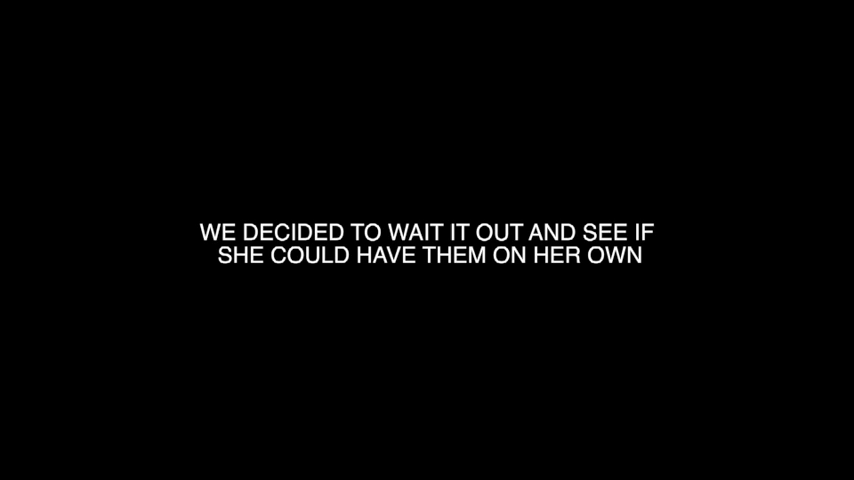 WE DECIDED TO WAIT IT OUT AND SEE IF
SHE COULD HAVE THEM ON HER OWN